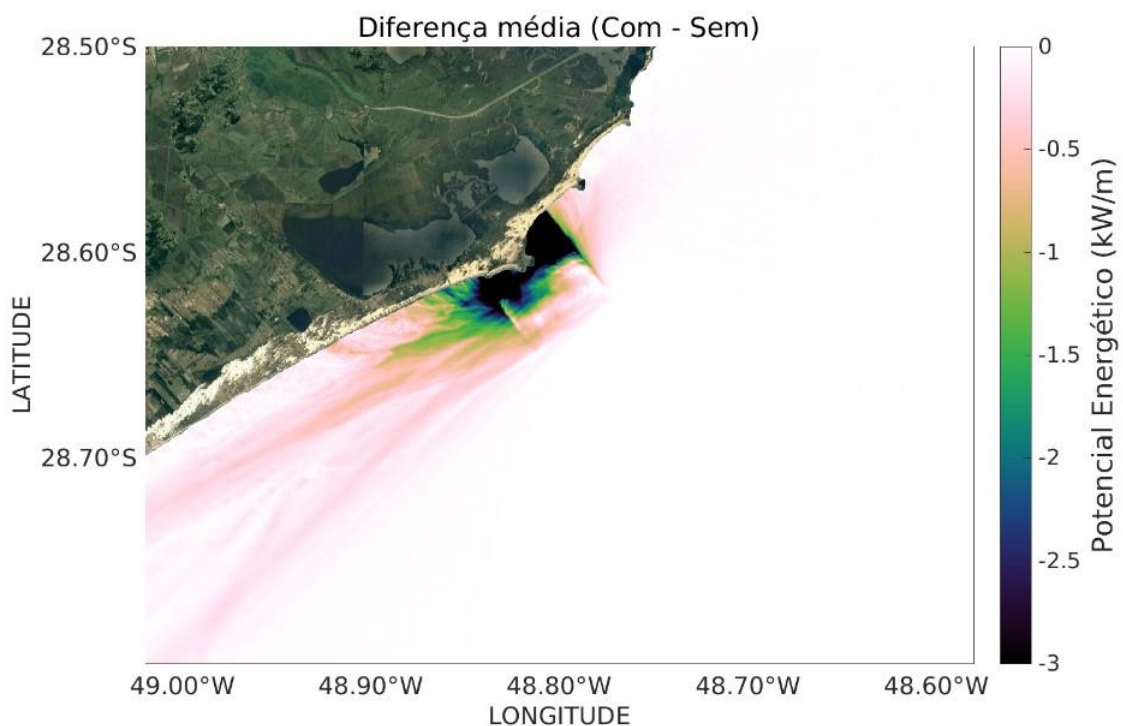 Diferença média (Com - Sem)
28.50°S
28.60°S
28.70°S
LATITUDE
49.00°W
48.90°W
48.80°W
48.70°W
48.60°W
LONGITUDE
0
-0.5
-1
-1.5
-2
-2.5
-3
Potencial Energético (kW/m)